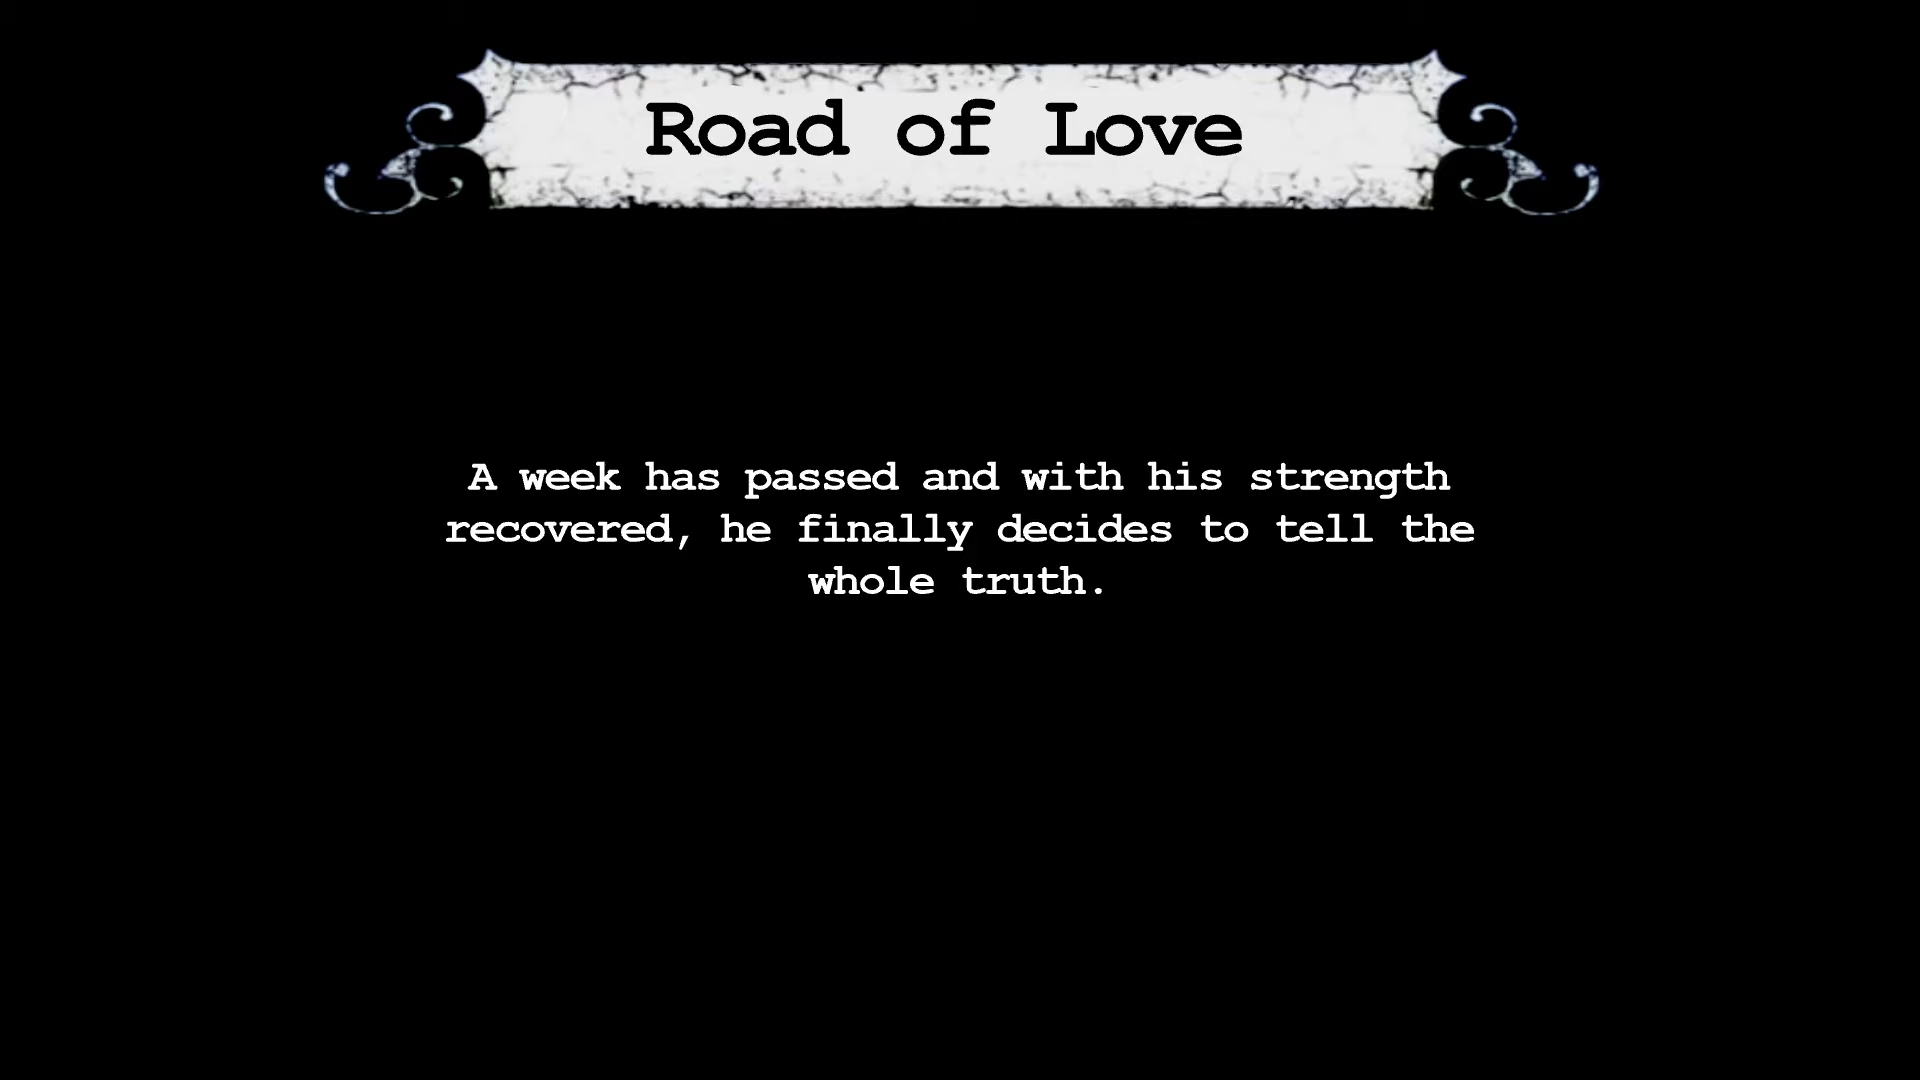 Road of Love
A week has passed and with his strength
recovered, he finally decides to tell the
whole truth.